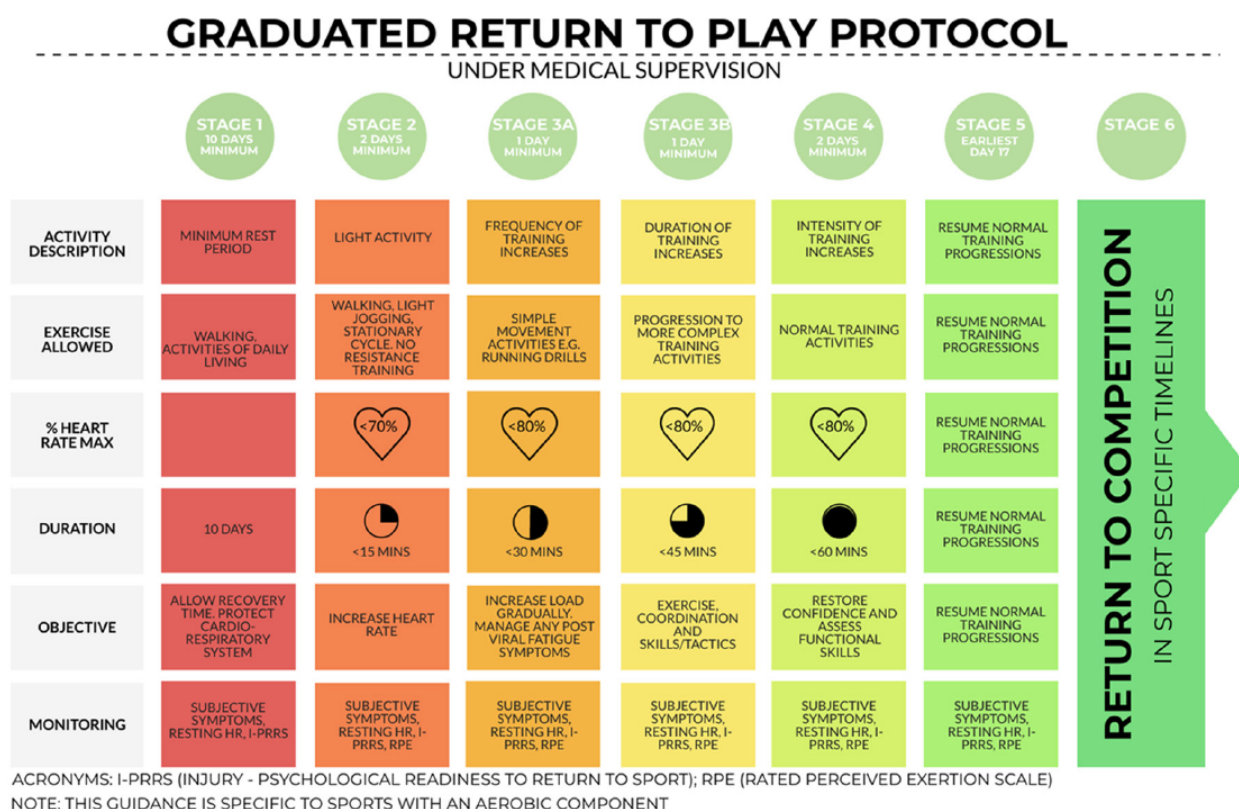 GRADUATED RETURN TO PLAY PROTOCOL
UNDER MEDICAL SUPERVISION
STAGE 1
10 DAYS
MINIMUM
STAGE 2
2 DAYS
MINIMUM
STAGE 3A
1 DAY
MINIMUM
STAGE 3B
1 DAY
MINIMUM
STAGE 4
2 DAYS
MINIMUM
STAGE 5
EARLIEST
DAY 17
STAGE 6
ACTIVITY
DESCRIPTION
MINIMUM REST
PERIOD
LIGHT ACTIVITY
FREQUENCY OF
TRAINING
INCREASES
DURATION OF
TRAINING
INCREASES
INTENSITY OF
TRAINING
INCREASES
RESUME NORMAL
TRAINING
PROGRESSIONS
EXERCISE
ALLOWED
WALKING,
ACTIVITIES OF DAILY
LIVING
WALKING, LIGHT
JOGGING,
STATIONARY
CYCLE. NO
RESISTANCE
TRAINING
SIMPLE
MOVEMENT
ACTIVITIES E.G.
RUNNING DRILLS
PROGRESSION TO
MORE COMPLEX
TRAINING
ACTIVITIES
NORMAL TRAINING
ACTIVITIES
RESUME NORMAL
TRAINING
PROGRESSIONS
% HEART
RATE MAX
<70%
<80%
<80%
<80%
RESUME NORMAL
TRAINING
PROGRESSIONS
DURATION
10 DAYS
<15 MINS
<30 MINS
<45 MINS
<60 MINS
RESUME NORMAL
TRAINING
PROGRESSIONS
OBJECTIVE
ALLOW RECOVERY
TIME. PROTECT
CARDIO-
RESPIRATORY
SYSTEM
INCREASE HEART
RATE
INCREASE LOAD
GRADUALLY.
MANAGE ANY POST
VIRAL FATIGUE
SYMPTOMS
EXERCISE,
COORDINATION
AND
SKILLS/TACTICS
RESTORE
CONFIDENCE AND
ASSESS
FUNCTIONAL
SKILLS
RESUME NORMAL
TRAINING
PROGRESSIONS
MONITORING
SUBJECTIVE
SYMPTOMS,
RESTING HR, I-PRRS
SUBJECTIVE
SYMPTOMS,
RESTING HR, I-
PRRS, RPE
SUBJECTIVE
SYMPTOMS,
RESTING HR, I-
PRRS, RPE
SUBJECTIVE
SYMPTOMS,
RESTING HR, I-
PRRS, RPE
SUBJECTIVE
SYMPTOMS,
RESTING HR, I-
PRRS, RPE
SUBJECTIVE
SYMPTOMS,
RESTING HR, I-
PRRS, RPE
RETURN TO COMPETITION
IN SPORT SPECIFIC TIMELINES
ACRONYMS: I-PRRS (INJURY - PSYCHOLOGICAL READINESS TO RETURN TO SPORT); RPE (RATED PERCEIVED EXERTION SCALE)
NOTE: THIS GUIDANCE IS SPECIFIC TO SPORTS WITH AN AEROBIC COMPONENT